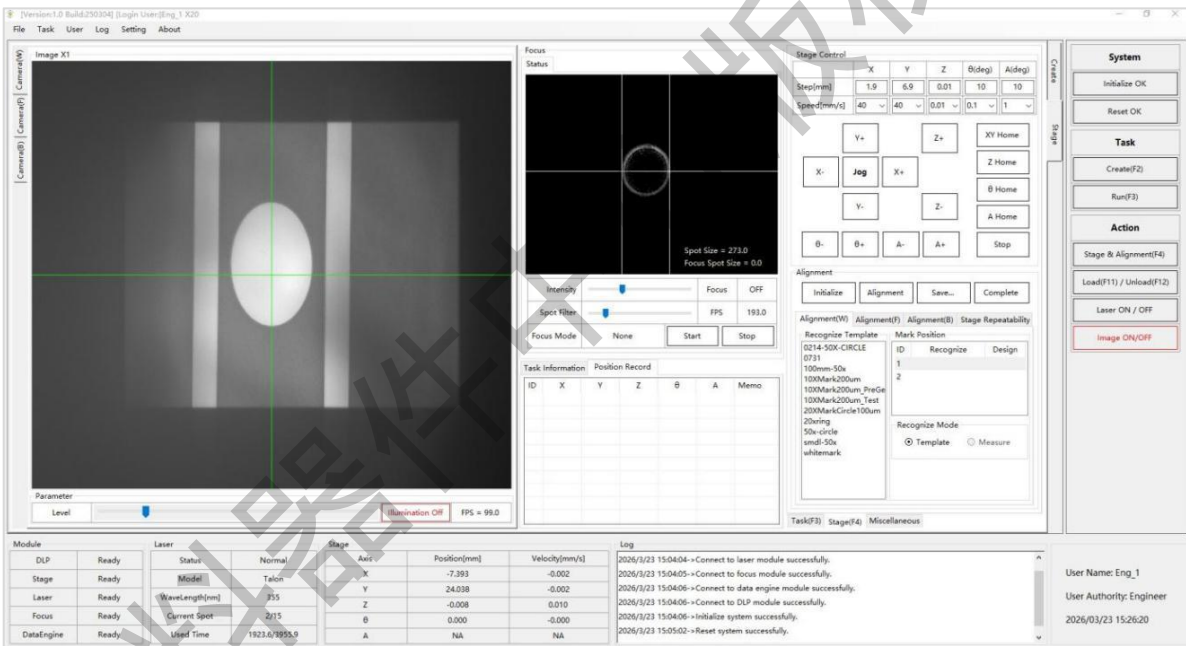 [Version:1.0 Build:250304] [Login User:]Eng_1 X20
File Task User Log Setting About
Camera(W)
Camera(F)
Camera(B)
Image X1
Parameter
Level
Illumination Off
FPS = 99.0
Focus
Status
Spot Size = 273.0
Focus Spot Size = 0.0
Intensity Focus OFF
Spot Filter FPS 193.0
Focus Mode None Start Stop
Task Information Position Record
ID X Y Z θ A Memo
Stage Control
X Y Z θ(deg) A(deg)
Step[mm] 1.9 6.9 0.01 10 10
Speed[mm/s] 40 40 0.01 0.1 1
Y+ Z+ XY Home
X- Jog X+ Z Home
θ Home
Y- Z- A Home
θ- θ+ A- A+ Stop
Alignment
Initialize Alignment Save... Complete
Alignment(W) Alignment(F) Alignment(B) Stage Repeatability
Recognize Template
0214-50X-CIRCLE
0731
100mm-50x
10XMark200um
10XMark200um_PreGe
10XMark200um_Test
20XMarkCircle100um
20xring
50x-circle
smdl-50x
whitemark
Mark Position
ID Recognize Design
1
2
Recognize Mode
Template Measure
Task(F3) Stage(F4) Miscellaneous
Create
Stage
System
Initialize OK
Reset OK
Task
Create(F2)
Run(F3)
Action
Stage & Alignment(F4)
Load(F11) / Unload(F12)
Laser ON / OFF
Image ON/OFF
Module
DLP Ready
Stage Ready
Laser Ready
Focus Ready
DataEngine Ready
Laser
Status Normal
Model Talon
WaveLength[nm] 355
Current Spot 2/15
Used Time 1923.6/3955.9
Stage
Axis Position[mm] Velocity[mm/s]
X -7.393 -0.002
Y 24.038 -0.002
Z -0.008 0.010
θ 0.000 -0.000
A NA NA
Log
2026/3/23 15:04:04->Connect to laser module successfully.
2026/3/23 15:04:05->Connect to focus module successfully.
2026/3/23 15:04:06->Connect to data engine module successfully.
2026/3/23 15:04:06->Connect to DLP module successfully.
2026/3/23 15:04:06->Initialize system successfully.
2026/3/23 15:05:02->Reset system successfully.
User Name: Eng_1
User Authority: Engineer
2026/03/23 15:26:20